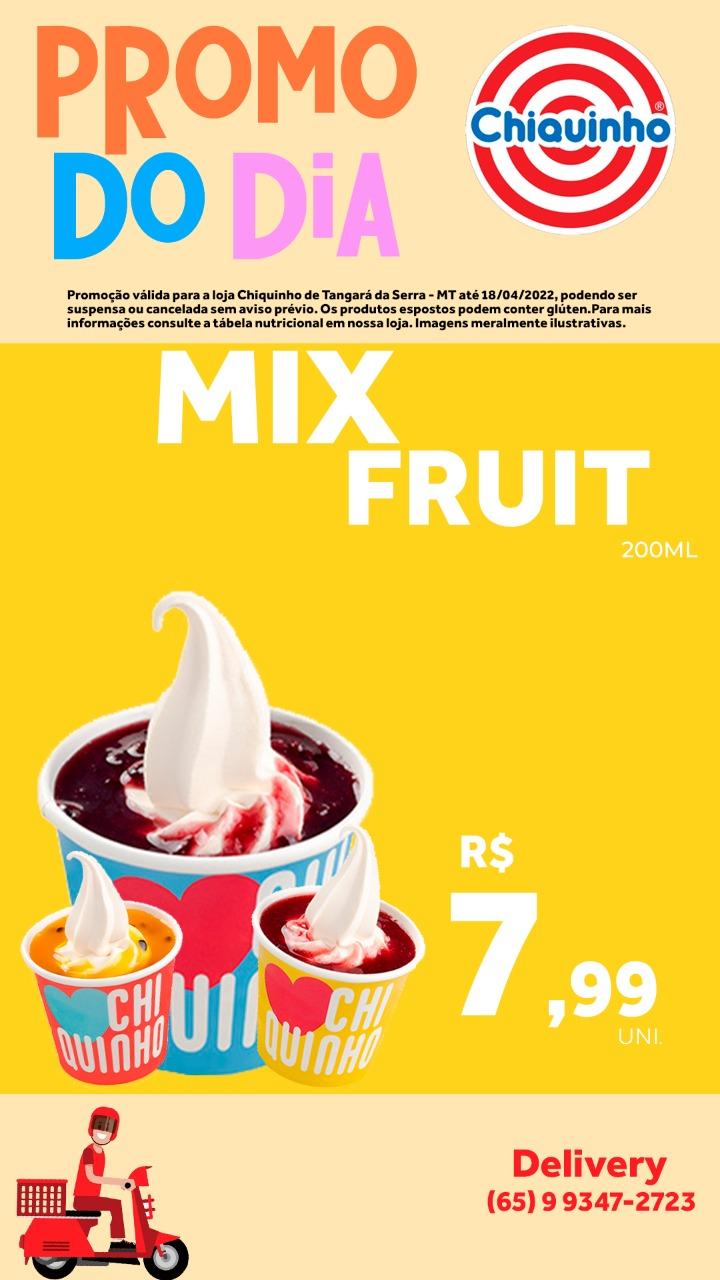 PROMO
DO DiA
Chiquinho®
Promoção válida para a loja Chiquinho de Tangará da Serra - MT até 18/04/2022, podendo ser
suspensa ou cancelada sem aviso prévio. Os produtos espostos podem conter glúten.Para mais
informações consulte a tábela nutricional em nossa loja. Imagens meralmente ilustrativas.
MIX
FRUIT
200ML
CHI
QUINHO
CHI
QUINHO
R$
7,99
UNI.
Delivery
(65) 9 9347-2723